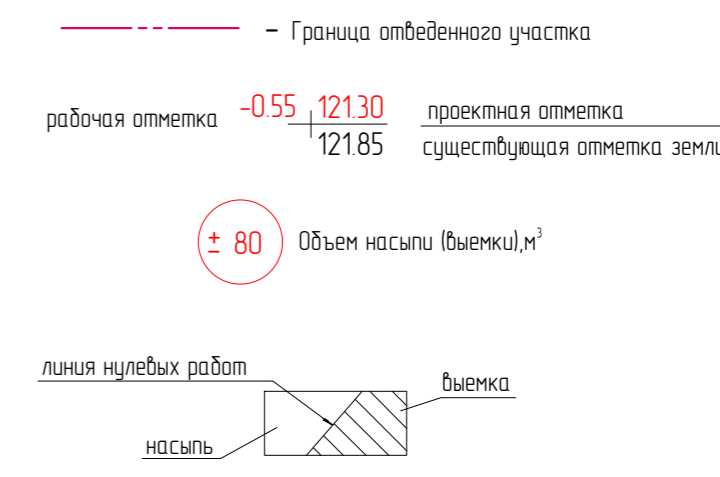 – Граница отведенного участка
рабочая отметка -0.55 121.30 проектная отметка
121.85 существующая отметка земли
± 80 Объем насыпи (выемки),м³
линия нулевых работ
выемка
насыпь